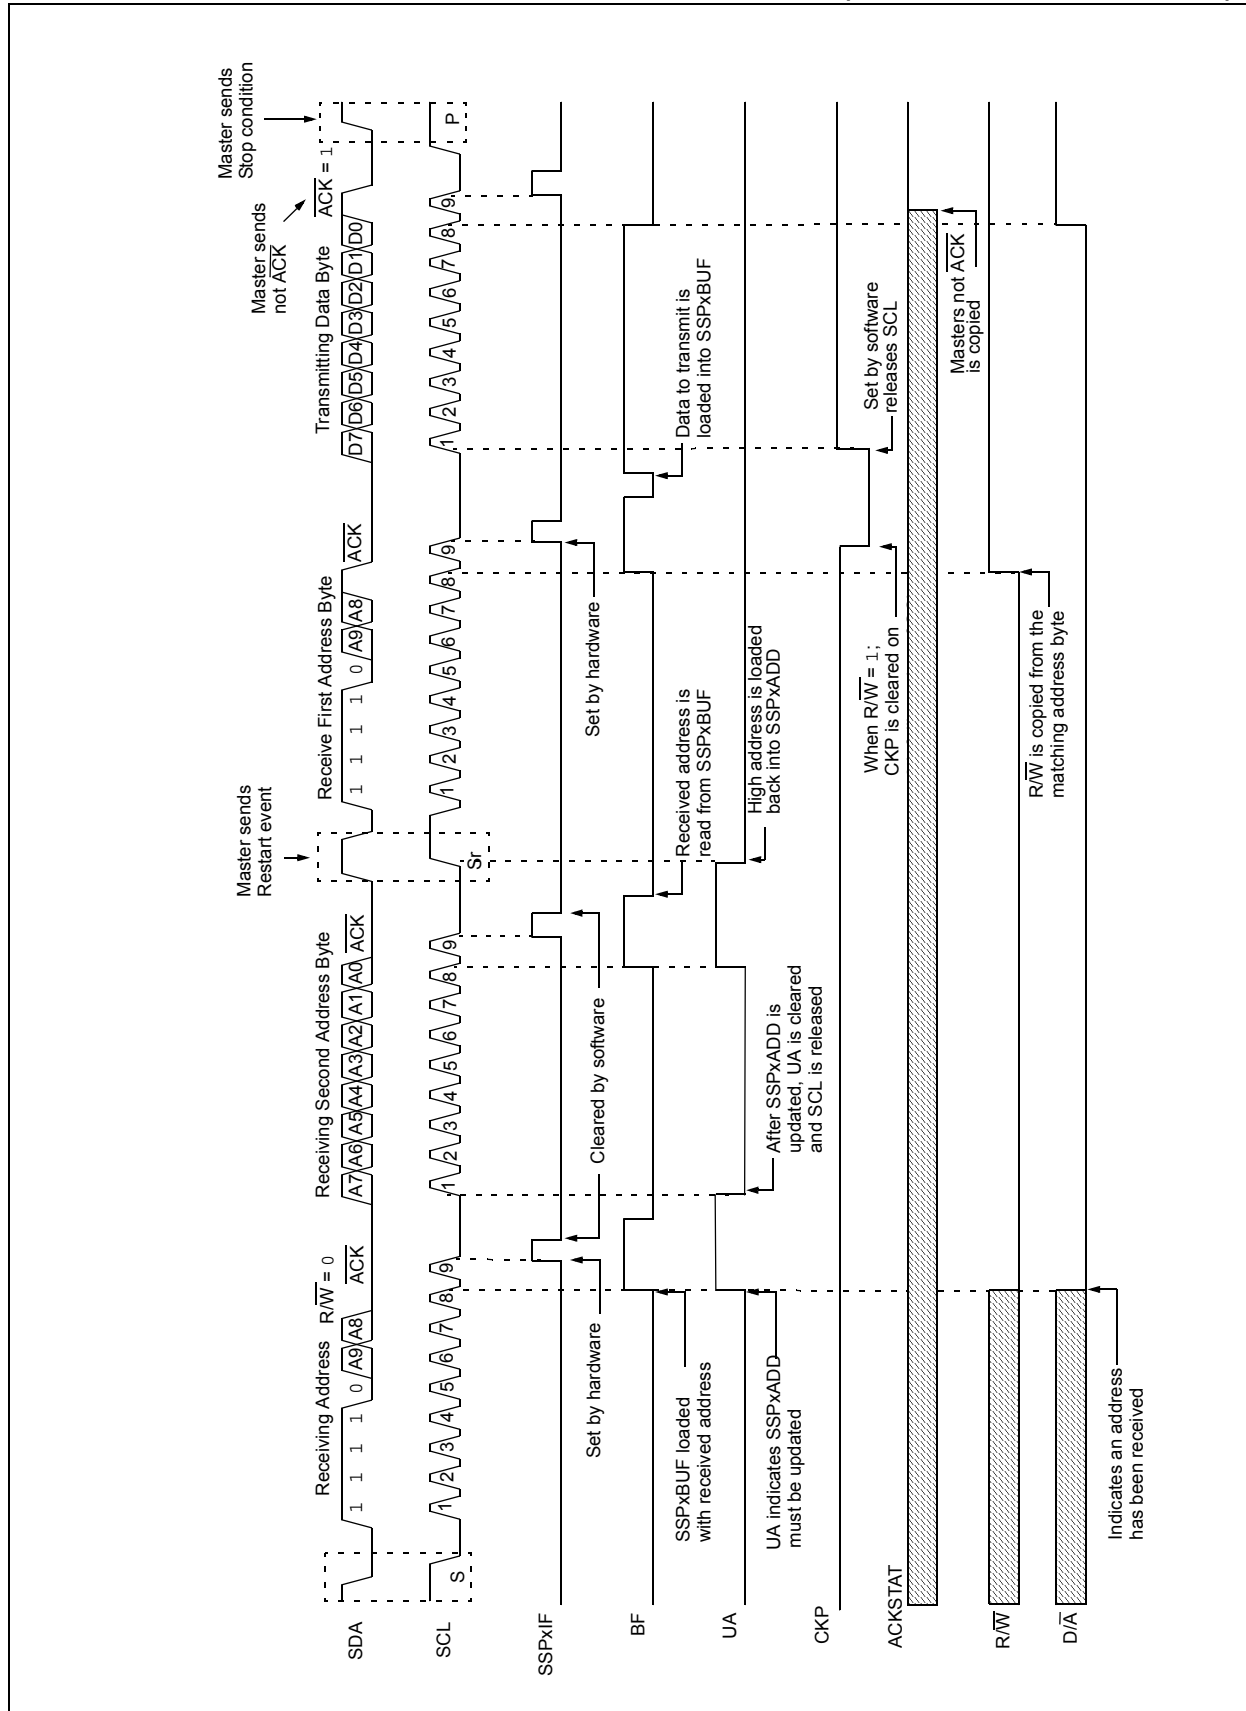 Master sends
Stop condition
Master sends
not A̅C̅K̅
A̅C̅K̅ = 1
Master sends
Restart event
Receiving Address
R/W̅ = 0
Receiving Second Address Byte
Receive First Address Byte
Transmitting Data Byte
SDA
1 1 1 1 0 A9 A8
A̅C̅K̅
A7 A6 A5 A4 A3 A2 A1 A0
A̅C̅K̅
1 1 1 1 0 A9 A8
A̅C̅K̅
D7 D6 D5 D4 D3 D2 D1 D0
SCL
S
1 2 3 4 5 6 7 8 9
1 2 3 4 5 6 7 8 9
Sr
1 2 3 4 5 6 7 8 9
1 2 3 4 5 6 7 8 9
P
SSPxIF
Set by hardware
Cleared by software
Set by hardware
BF
SSPxBUF loaded
with received address
Received address is
read from SSPxBUF
Data to transmit is
loaded into SSPxBUF
UA
UA indicates SSPxADD
must be updated
After SSPxADD is
updated, UA is cleared
and SCL is released
High address is loaded
back into SSPxADD
CKP
When R/W̅ = 1;
CKP is cleared on
Set by software
releases SCL
ACKSTAT
Masters not A̅C̅K̅
is copied
R/W̅
R/W̅ is copied from the
matching address byte
D/A̅
Indicates an address
has been received